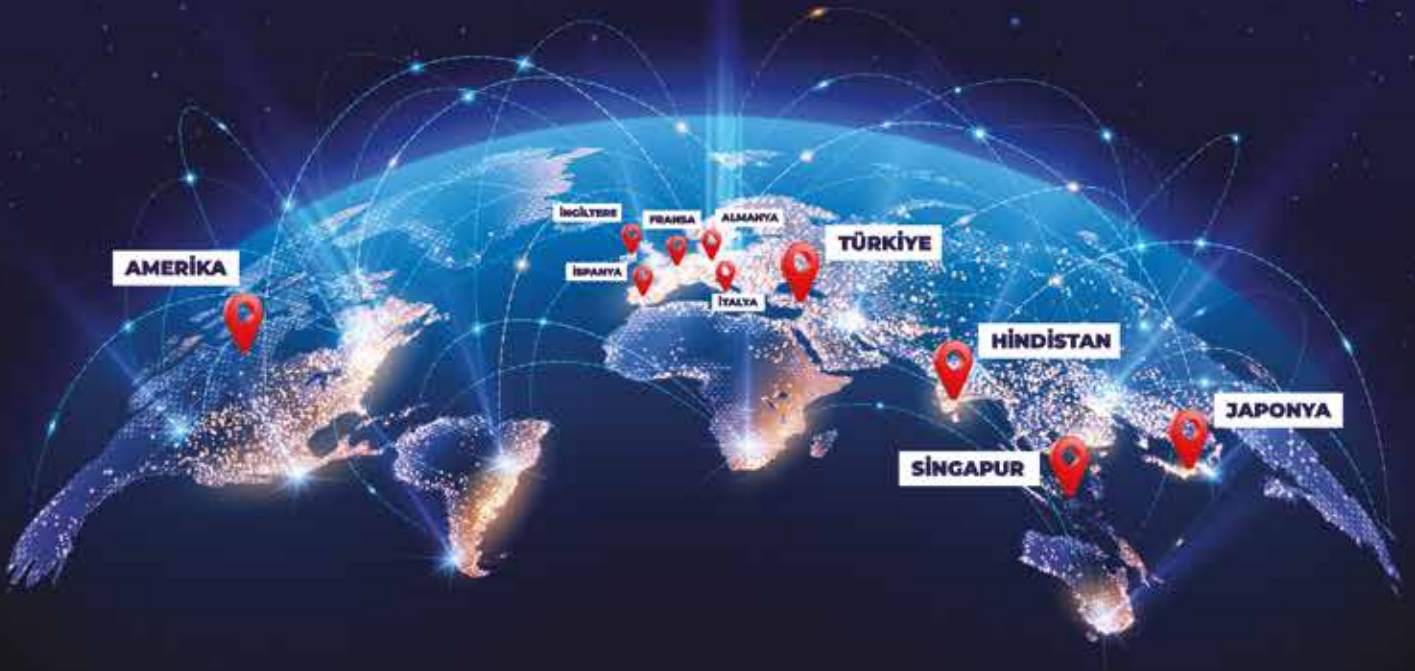 İNGİLTERE
FRANSA
ALMANYA
TÜRKİYE
AMERİKA
İSPANYA
İTALYA
HİNDİSTAN
JAPONYA
SİNGAPUR